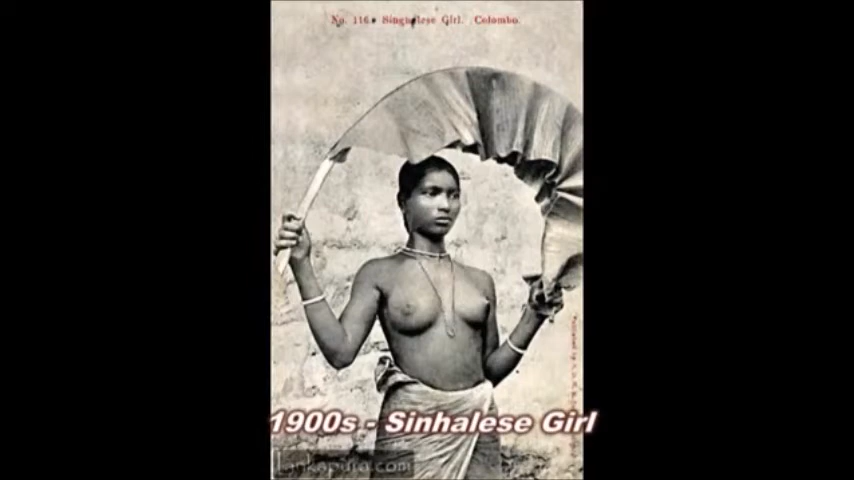 No. 116. Singhalese Girl. Colombo.
1900s - Sinhalese Girl
lankapura.com